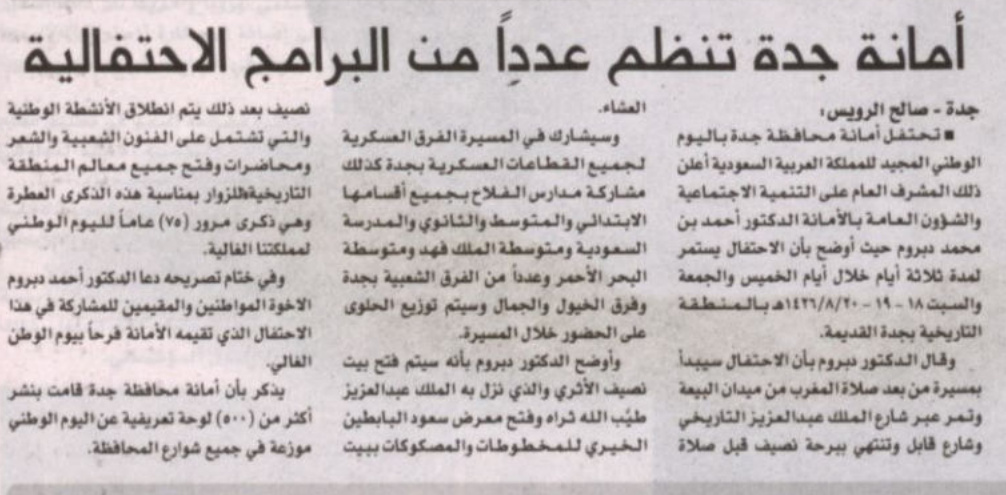 أمانة جدة تنظم عدداً من البرامج الاحتفالية
جدة - صالح الرويس:
■ تحتفل أمانة محافظة جدة باليوم
الوطني المجيد للمملكة العربية السعودية أعلن
ذلك المشرف العام على التنمية الاجتماعية
والشؤون العامة بالأمانة الدكتور أحمد بن
محمد دبروم حيث أوضح بأن الاحتفال يستمر
لمدة ثلاثة أيام خلال أيام الخميس والجمعة
والسبت ١٨ - ١٩ - ١٤٢٦/٨/٢٠هـ بالمنطقة
التاريخية بجدة القديمة.
وقال الدكتور دبروم بأن الاحتفال سيبدأ
بمسيرة من بعد صلاة المغرب من ميدان البيعة
وتمر عبر شارع الملك عبدالعزيز التاريخي
وشارع قابل وتنتهي ببرحة نصيف قبل صلاة
العشاء.
وسيشارك في المسيرة الفرق العسكرية
لجميع القطاعات العسكرية بجدة كذلك
مشاركة مدارس الفلاح بجميع أقسامها
الابتدائي والمتوسط والثانوي والمدرسة
السعودية ومتوسطة الملك فهد ومتوسطة
البحر الأحمر وعدداً من الفرق الشعبية بجدة
وفرق الخيول والجمال وسيتم توزيع الحلوى
على الحضور خلال المسيرة.
وأوضح الدكتور دبروم بأنه سيتم فتح بيت
نصيف الأثري والذي نزل به الملك عبدالعزيز
طيّب الله ثراه وفتح معرض سعود البابطين
الخيري للمخطوطات والمصكوكات ببيت
نصيف بعد ذلك يتم انطلاق الأنشطة الوطنية
والتي تشتمل على الفنون الشعبية والشعر
ومحاضرات وفتح جميع معالم المنطقة
التاريخية للزوار بمناسبة هذه الذكرى العطرة
وهي ذكرى مرور (٧٥) عاماً لليوم الوطني
لمملكتنا الغالية.
وفي ختام تصريحه دعا الدكتور أحمد دبروم
الاخوة المواطنين والمقيمين للمشاركة في هذا
الاحتفال الذي تقيمه الأمانة فرحاً بيوم الوطن
الغالي.
يذكر بأن أمانة محافظة جدة قامت بنشر
أكثر من (٥٠٠) لوحة تعريفية عن اليوم الوطني
موزعة في جميع شوارع المحافظة.